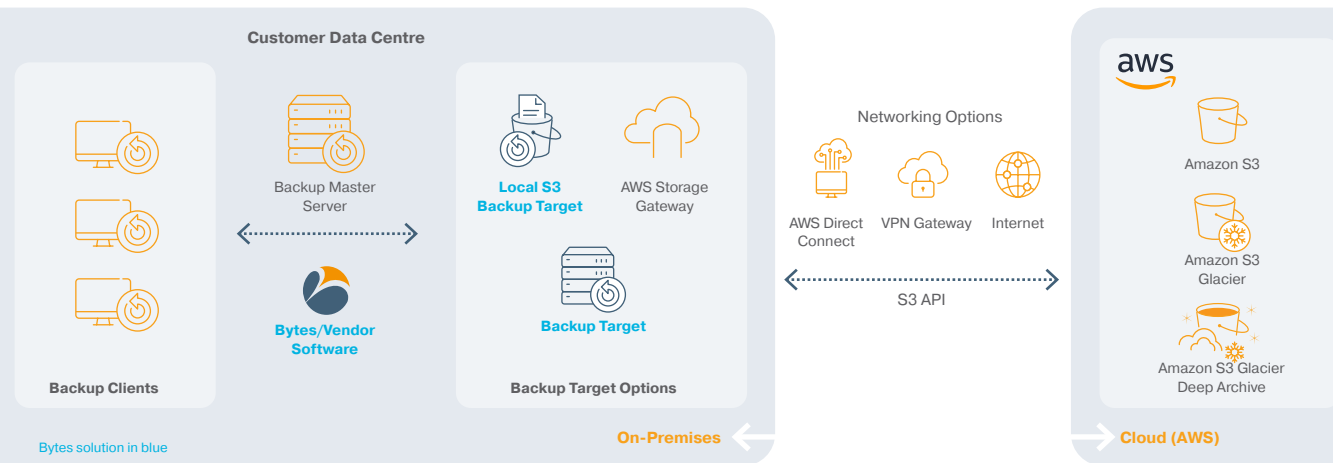 Customer Data Centre
Backup Master
Server
Bytes/Vendor
Software
Backup Clients
Local S3
Backup Target
AWS Storage
Gateway
Backup Target
Backup Target Options
Bytes solution in blue
On-Premises
Networking Options
AWS Direct
Connect
VPN Gateway
Internet
S3 API
aws
Amazon S3
Amazon S3
Glacier
Amazon S3 Glacier
Deep Archive
Cloud (AWS)